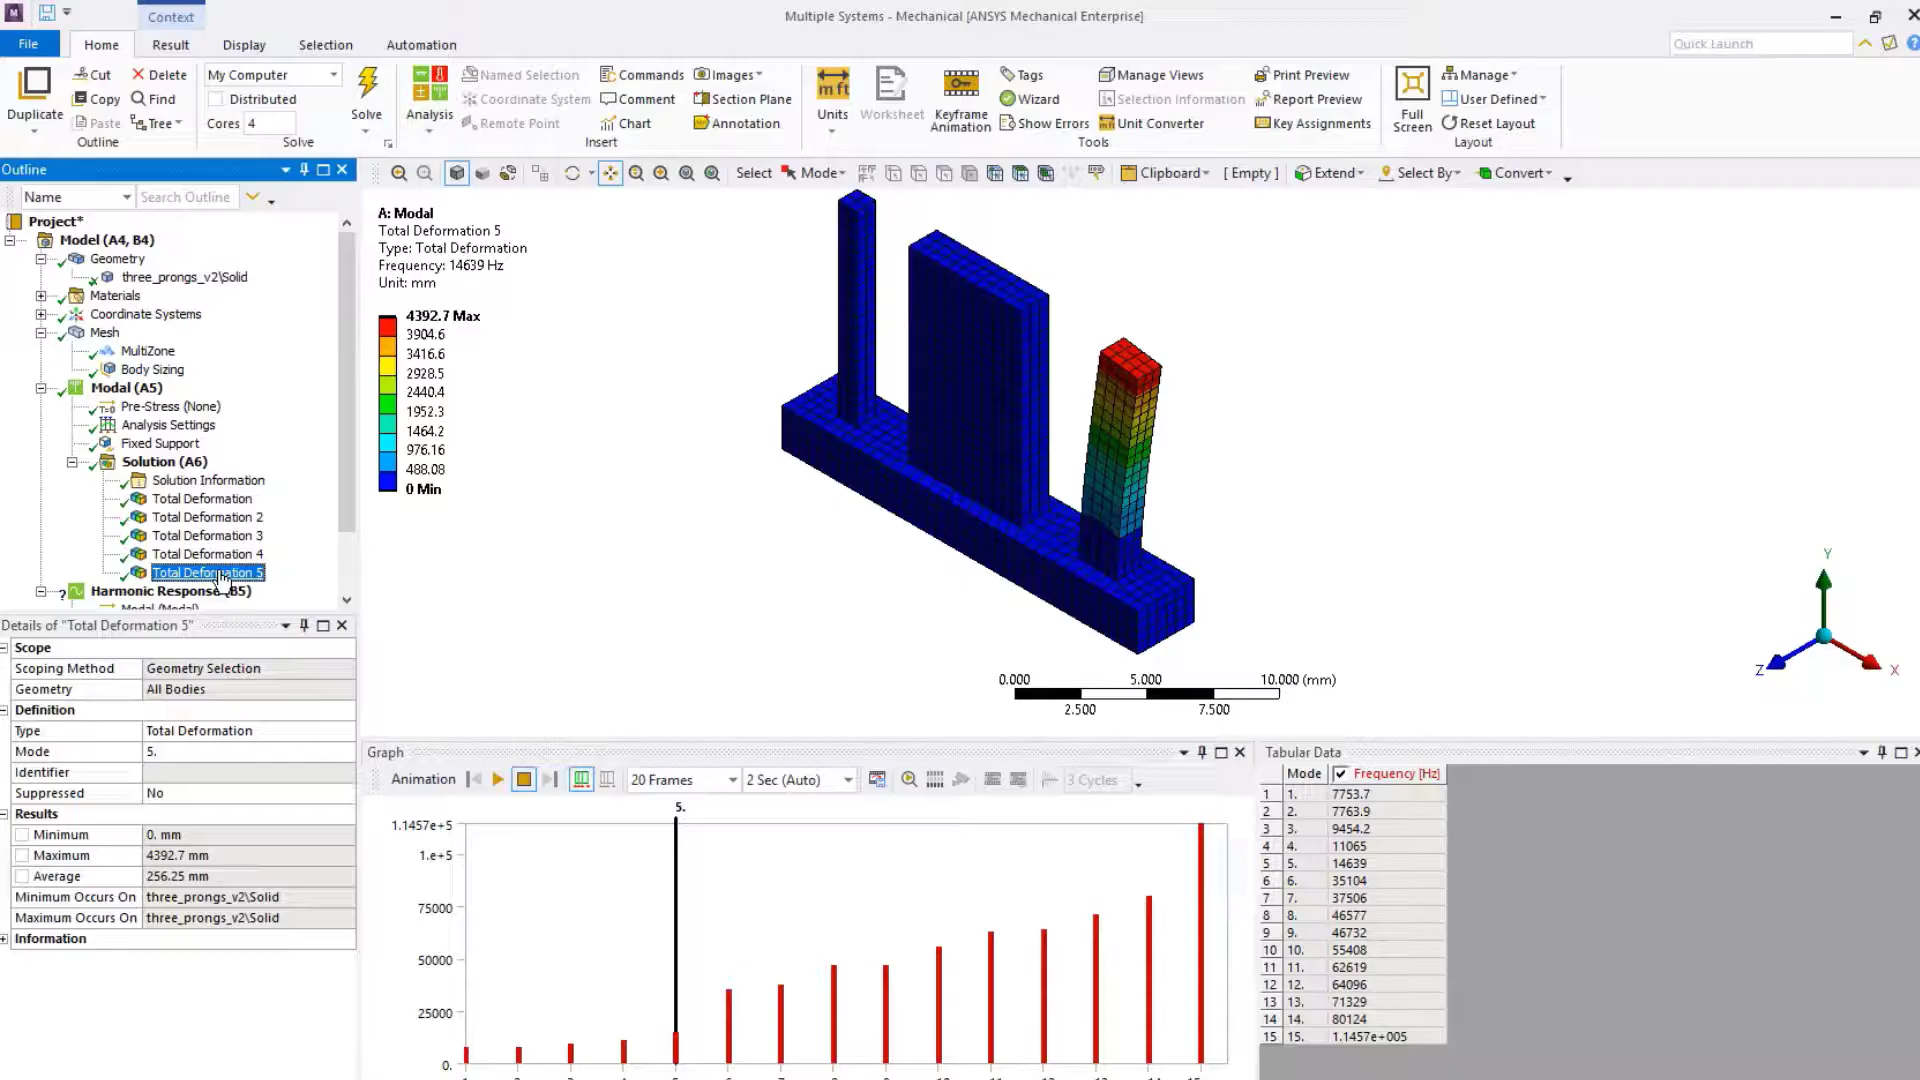 Context
Multiple Systems - Mechanical [ANSYS Mechanical Enterprise]
File
Home
Result
Display
Selection
Automation
Quick Launch
Duplicate
Cut
Delete
Copy
Find
Paste
Tree
Outline
My Computer
Distributed
Cores 4
Solve
Solve
Analysis
Named Selection
Coordinate System
Remote Point
Commands
Comment
Chart
Images
Section Plane
Annotation
Insert
Units
Worksheet
Keyframe
Animation
Tags
Wizard
Show Errors
Manage Views
Selection Information
Unit Converter
Print Preview
Report Preview
Key Assignments
Tools
Full
Screen
Manage
User Defined
Reset Layout
Layout
Outline
Name
Search Outline
Select
Mode
Clipboard
[ Empty ]
Extend
Select By
Convert
Project*
Model (A4, B4)
Geometry
three_prongs_v2\Solid
Materials
Coordinate Systems
Mesh
MultiZone
Body Sizing
Modal (A5)
Pre-Stress (None)
Analysis Settings
Fixed Support
Solution (A6)
Solution Information
Total Deformation
Total Deformation 2
Total Deformation 3
Total Deformation 4
Total Deformation 5
Harmonic Response (B5)
Modal (Modal)
A: Modal
Total Deformation 5
Type: Total Deformation
Frequency: 14639 Hz
Unit: mm
4392.7 Max
3904.6
3416.6
2928.5
2440.4
1952.3
1464.2
976.16
488.08
0 Min
Y
Z
X
0.000
5.000
10.000 (mm)
2.500
7.500
Details of "Total Deformation 5"
Scope
Scoping Method Geometry Selection
Geometry All Bodies
Definition
Type Total Deformation
Mode 5.
Identifier
Suppressed No
Results
Minimum 0. mm
Maximum 4392.7 mm
Average 256.25 mm
Minimum Occurs On three_prongs_v2\Solid
Maximum Occurs On three_prongs_v2\Solid
Information
Graph
Animation
20 Frames
2 Sec (Auto)
3 Cycles
5.
1.1457e+5
1.e+5
75000
50000
25000
0.
Tabular Data
Mode Frequency [Hz]
1 1. 7753.7
2 2. 7763.9
3 3. 9454.2
4 4. 11065
5 5. 14639
6 6. 35104
7 7. 37506
8 8. 46577
9 9. 46732
10 10. 55408
11 11. 62619
12 12. 64096
13 13. 71329
14 14. 80124
15 15. 1.1457e+005